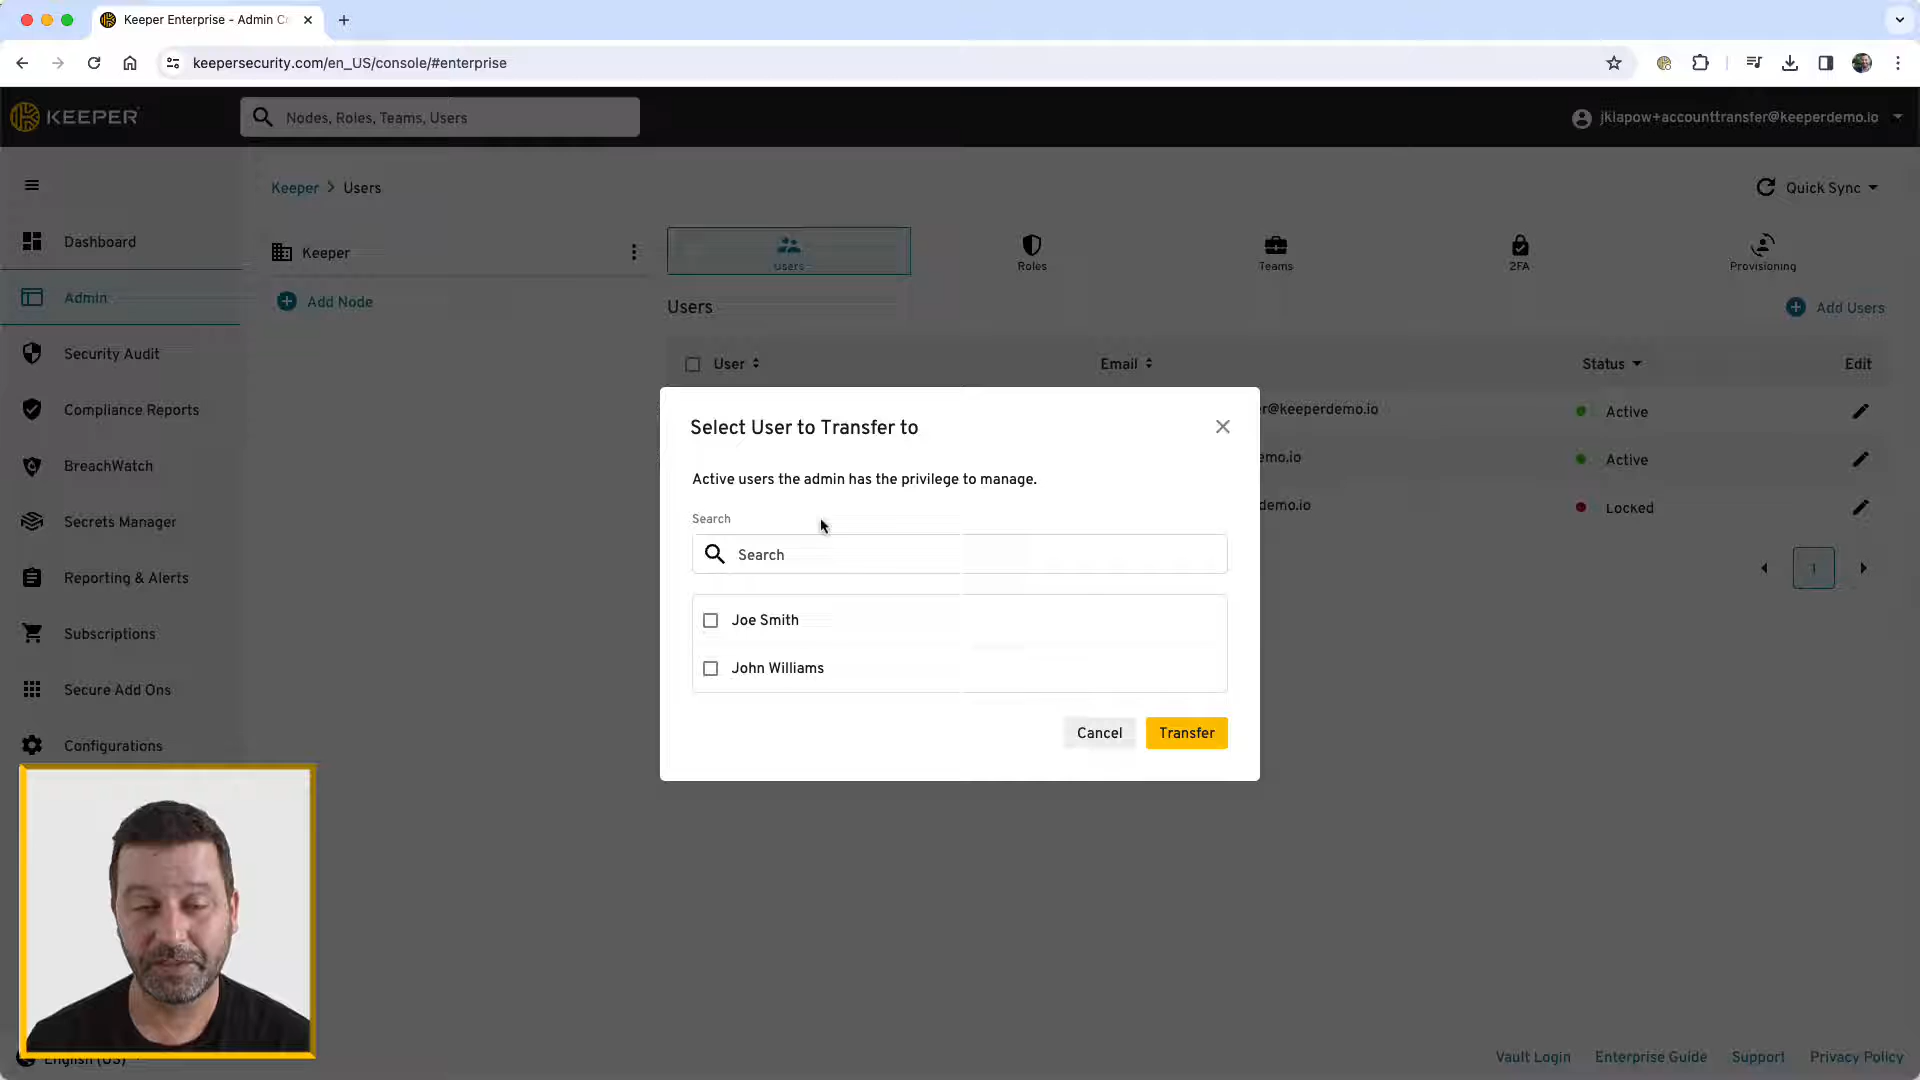 Keeper Enterprise - Admin C
keepersecurity.com/en_US/console/#enterprise
KEEPER
Nodes, Roles, Teams, Users
jklapow+accounttransfer@keeperdemo.io
Keeper > Users
Quick Sync
Dashboard
Admin
Security Audit
Compliance Reports
BreachWatch
Secrets Manager
Reporting & Alerts
Subscriptions
Secure Add Ons
Configurations
English (US)
Keeper
Add Node
Users
Roles
Teams
2FA
Provisioning
Users
Add Users
User
Email
Status
Edit
r@keeperdemo.io
Active
emo.io
Active
demo.io
Locked
1
Select User to Transfer to
Active users the admin has the privilege to manage.
Search
Search
Joe Smith
John Williams
Cancel
Transfer
Vault Login
Enterprise Guide
Support
Privacy Policy